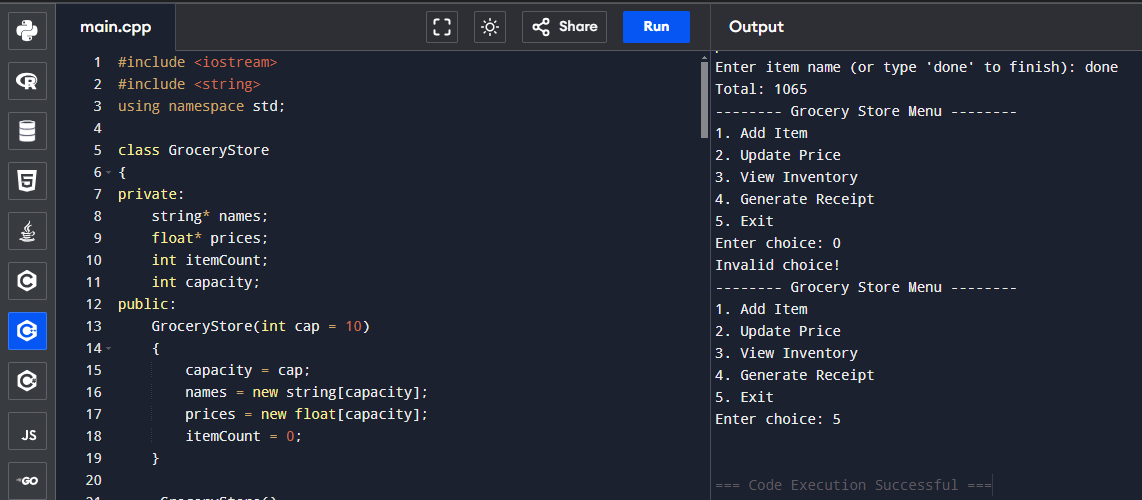 main.cpp
Share
Run
Output
1 #include <iostream>
2 #include <string>
3 using namespace std;
4
5 class GroceryStore
6 {
7 private:
8 string* names;
9 float* prices;
10 int itemCount;
11 int capacity;
12 public:
13 GroceryStore(int cap = 10)
14 {
15 capacity = cap;
16 names = new string[capacity];
17 prices = new float[capacity];
18 itemCount = 0;
19 }
20
Enter item name (or type 'done' to finish): done
Total: 1065
-------- Grocery Store Menu --------
1. Add Item
2. Update Price
3. View Inventory
4. Generate Receipt
5. Exit
Enter choice: 0
Invalid choice!
-------- Grocery Store Menu --------
1. Add Item
2. Update Price
3. View Inventory
4. Generate Receipt
5. Exit
Enter choice: 5
=== Code Execution Successful ===
R
5
C
C
C
JS
GO